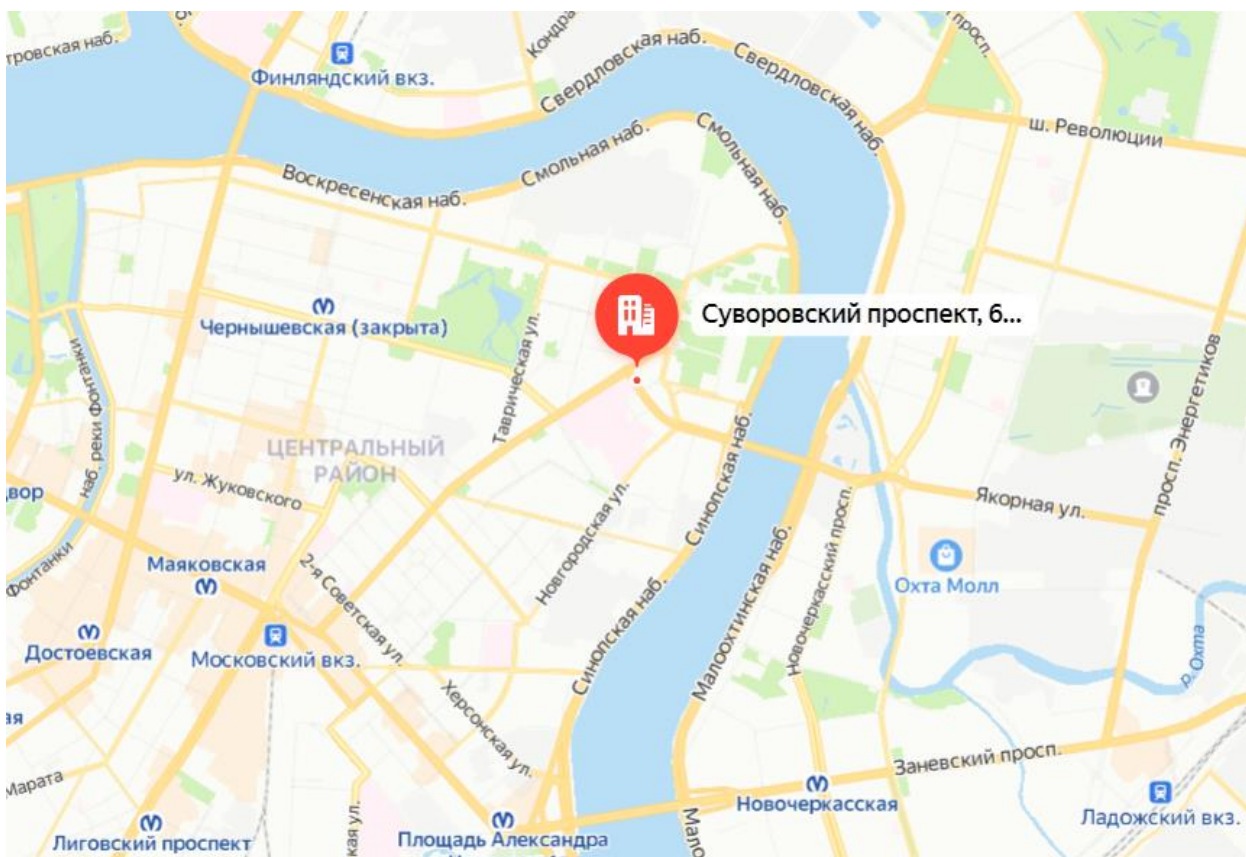 тровская наб.
Финляндский вкз.
Свердловская наб.
Свердловская наб.
ш. Революции
Воскресенская наб.
Смольная наб.
Смольная наб.
Чернышевская (закрыта)
Таврическая ул.
Суворовский проспект, 6...
наб. реки Фонтанки
ЦЕНТРАЛЬНЫЙ
РАЙОН
ул. Жуковского
Новгородская ул.
Синопская наб.
просп. Энергетиков
Якорная ул.
Охта Молл
Маяковская
2-я Советская ул.
Синопская наб.
Малоохтинская наб.
Новочеркасский просп.
Достоевская
Московский вкз.
р. Охта
Херсонская ул.
Марата
Заневский просп.
Новочеркасская
Ладожский вкз.
Лиговский проспект
Площадь Александра